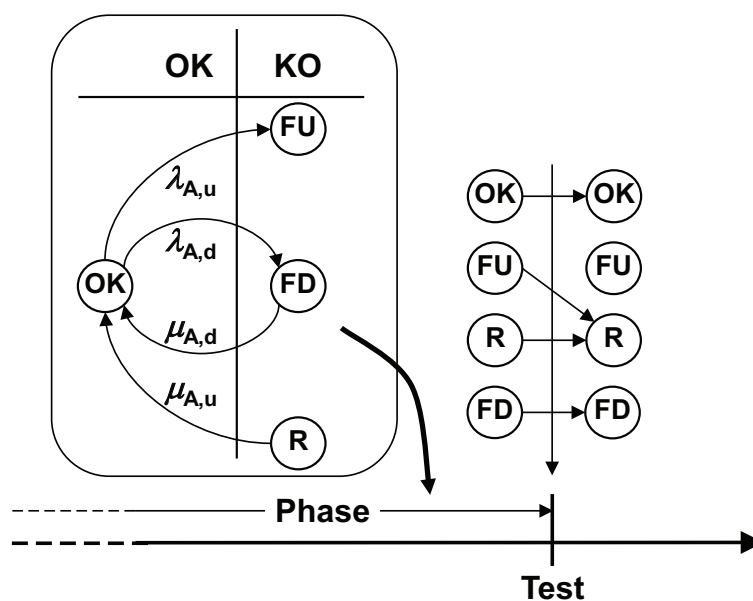 OK KO
FU
λA,u
λA,d
OK FD
μA,d
μA,u
R
OK OK
FU FU
R R
FD FD
Phase
Test